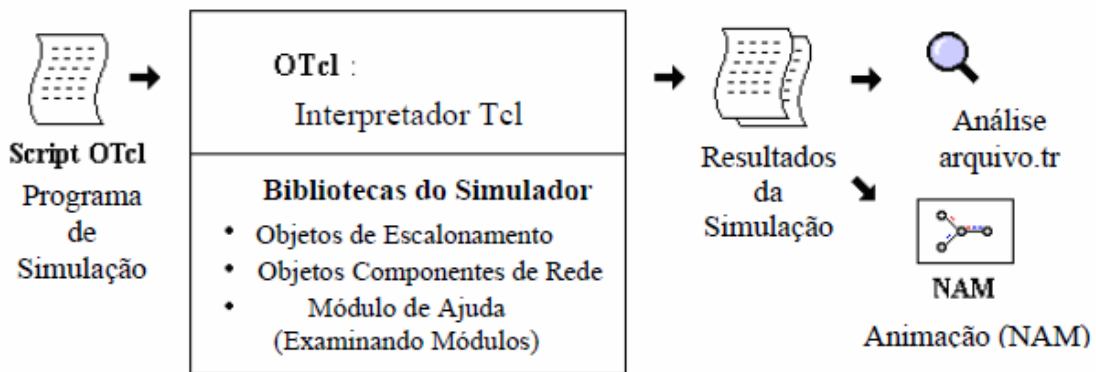 Script OTcl
Programa
de
Simulação
OTcl :
Interpretador Tcl
Bibliotecas do Simulador
• Objetos de Escalonamento
• Objetos Componentes de Rede
• Módulo de Ajuda
(Examinando Módulos)
Resultados
da
Simulação
Análise
arquivo.tr
NAM
Animação (NAM)